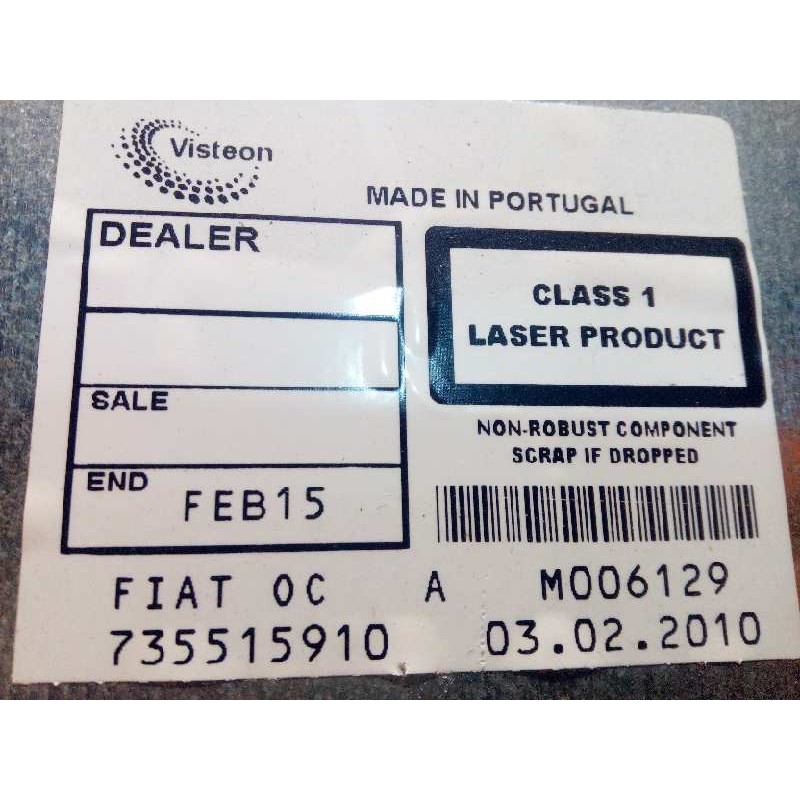 Visteon
MADE IN PORTUGAL
DEALER
CLASS 1
LASER PRODUCT
SALE
NON-ROBUST COMPONENT
SCRAP IF DROPPED
END FEB15
FIAT OC A M006129
735515910 03.02.2010